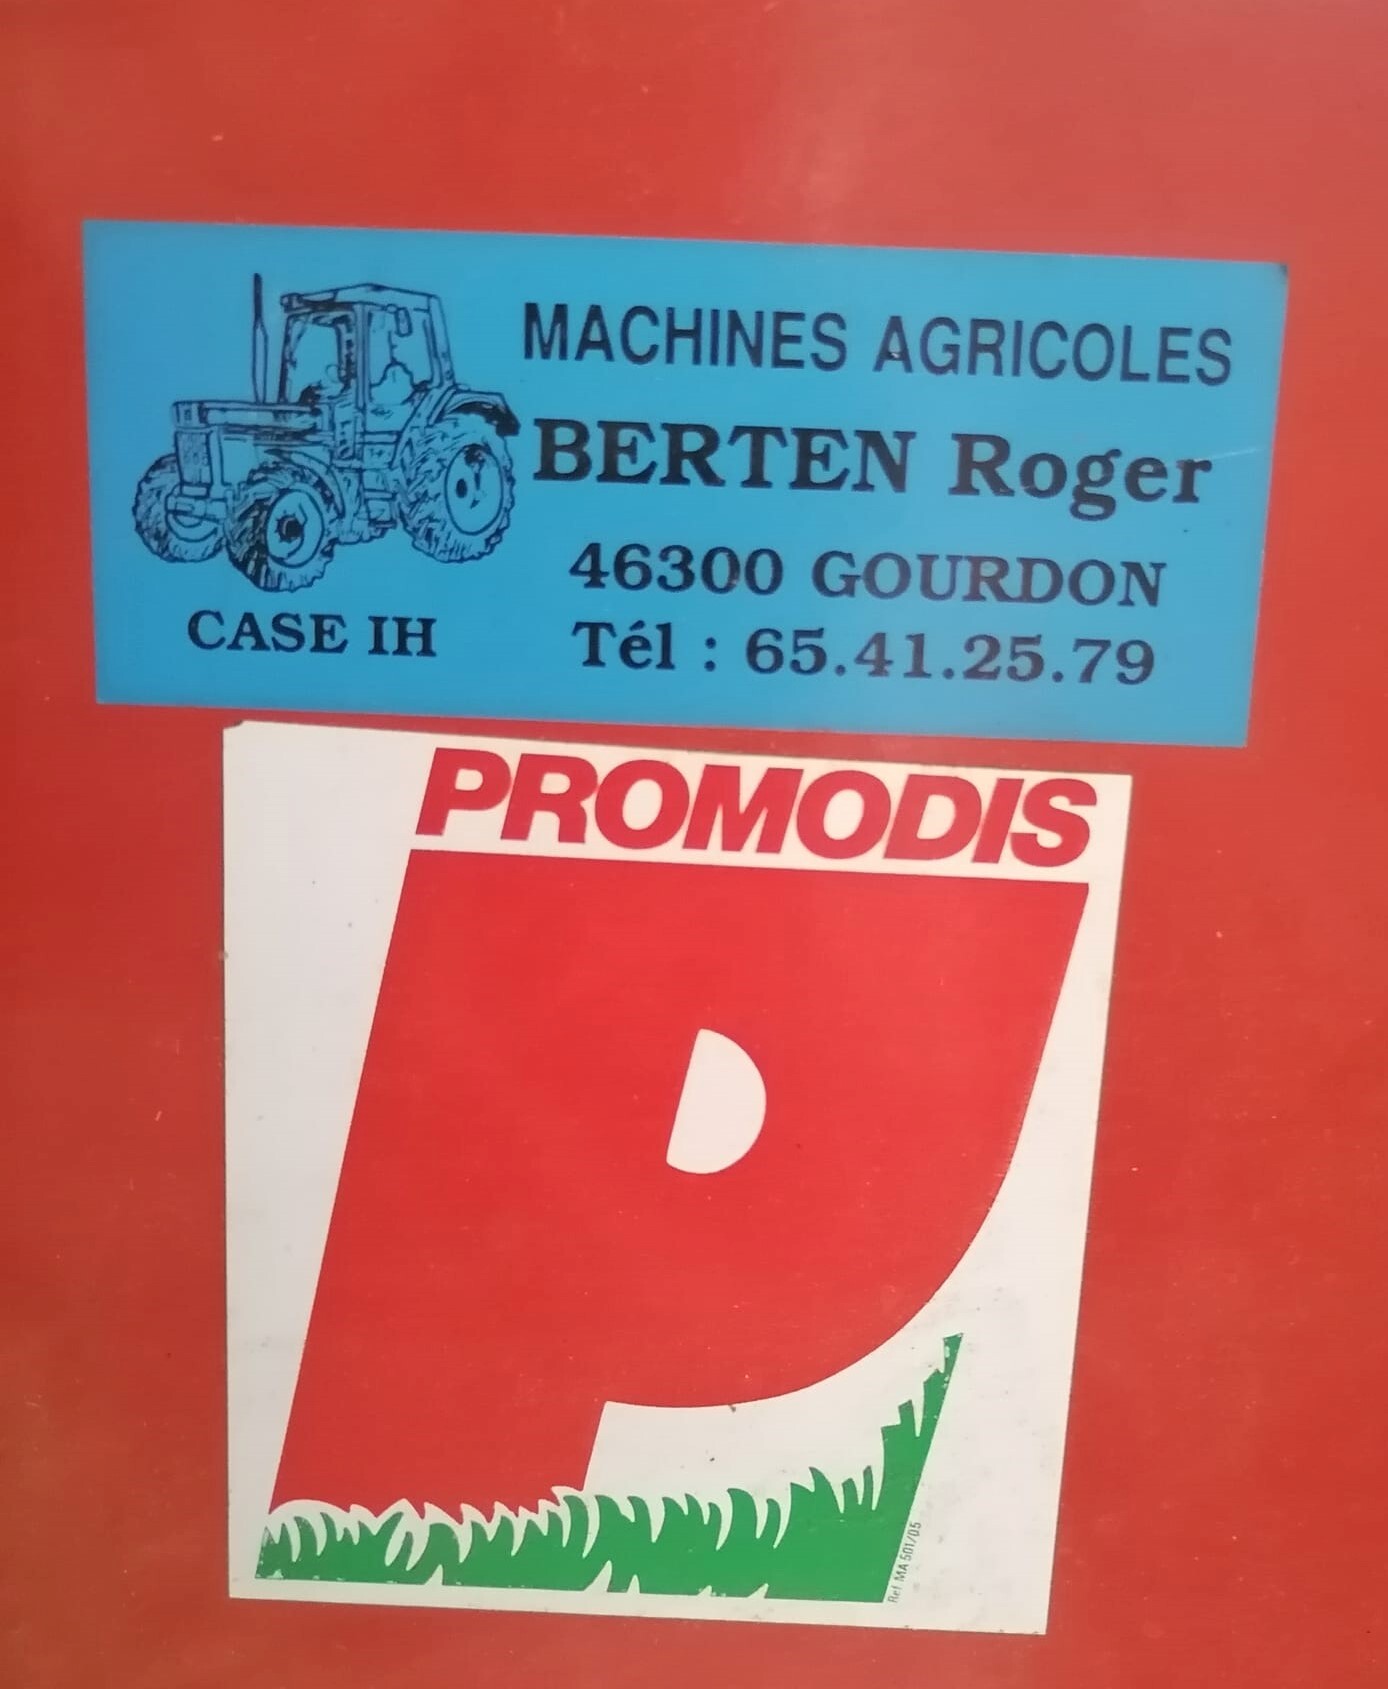 MACHINES AGRICOLES
BERTEN Roger
46300 GOURDON
Tél : 65.41.25.79
CASE IH
PROMODIS
P
Ref MA 501/05